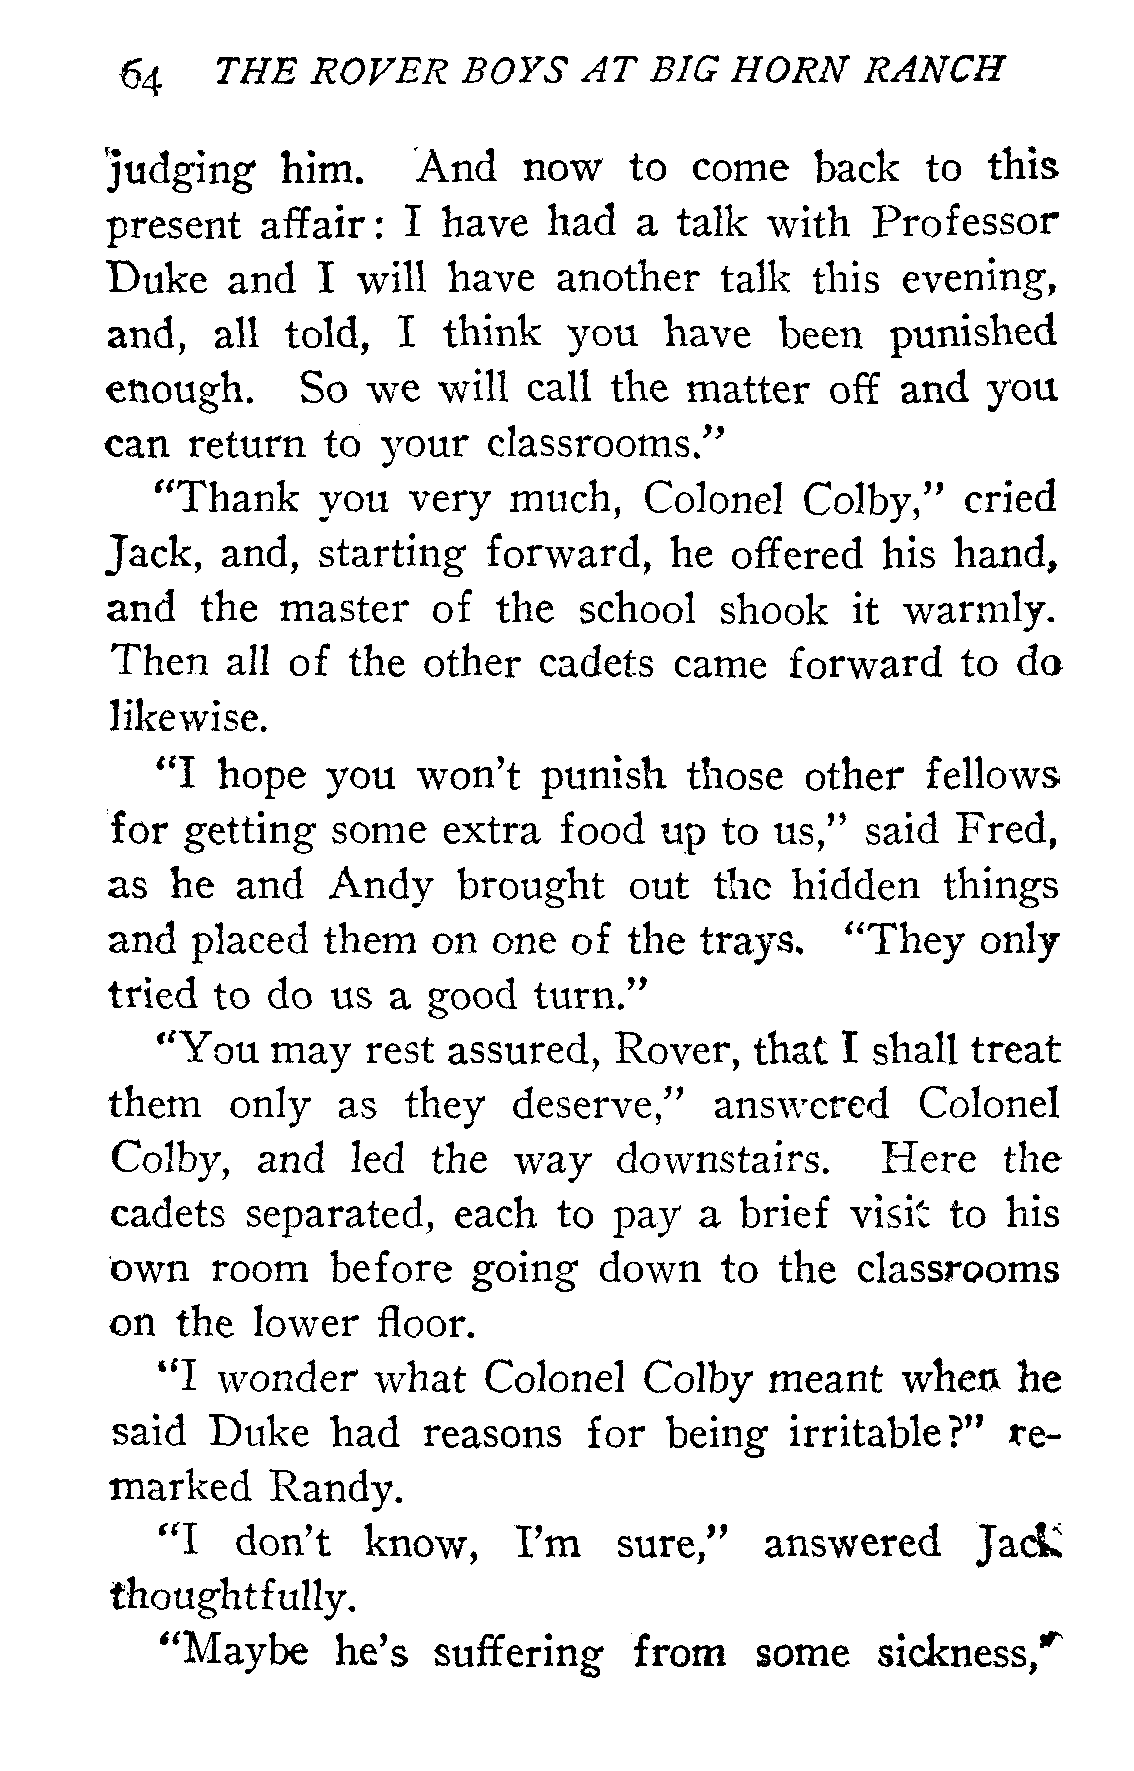 64 THE ROVER BOYS AT BIG HORN RANCH
judging him. And now to come back to this
present affair: I have had a talk with Professor
Duke and I will have another talk this evening,
and, all told, I think you have been punished
enough. So we will call the matter off and you
can return to your classrooms.”
“Thank you very much, Colonel Colby,” cried
Jack, and, starting forward, he offered his hand,
and the master of the school shook it warmly.
Then all of the other cadets came forward to do
likewise.
“I hope you won’t punish those other fellows
for getting some extra food up to us,” said Fred,
as he and Andy brought out the hidden things
and placed them on one of the trays. “They only
tried to do us a good turn.”
“You may rest assured, Rover, that I shall treat
them only as they deserve,” answered Colonel
Colby, and led the way downstairs. Here the
cadets separated, each to pay a brief visit to his
own room before going down to the classrooms
on the lower floor.
“I wonder what Colonel Colby meant when he
said Duke had reasons for being irritable?” re-
marked Randy.
“I don’t know, I’m sure,” answered Jack
thoughtfully.
“Maybe he’s suffering from some sickness,”